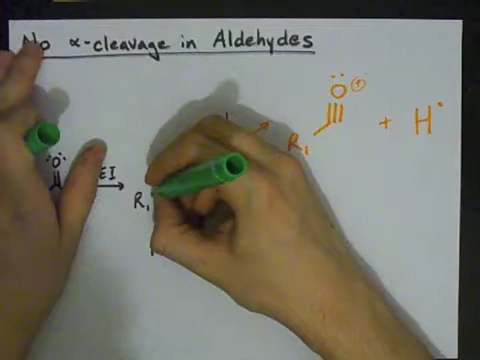 No α-cleavage in Aldehydes
:O:
EI
R₁
R₁
Ö ⊕
+ H·